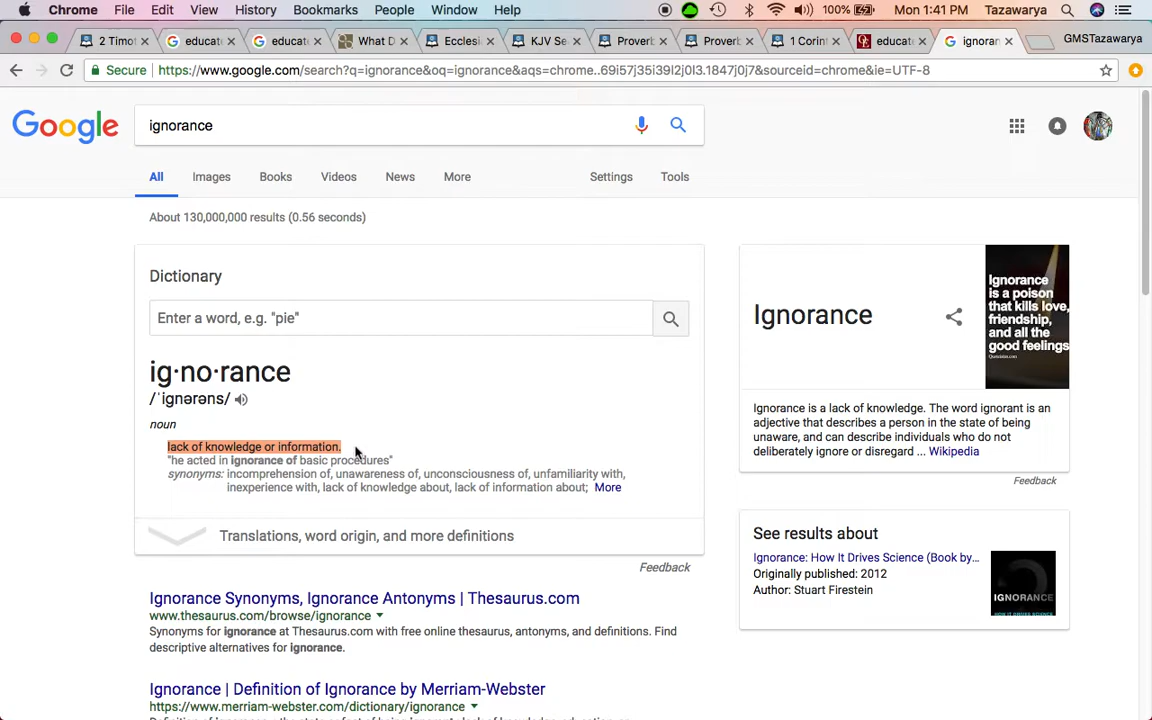 Chrome File Edit View History Bookmarks People Window Help 100% Mon 1:41 PM Tazawarya
2 Timot educate educate What D Ecclesi KJV Se Proverb Proverb 1 Corin educate ignoran GMSTazawarya
Secure https://www.google.com/search?q=ignorance&oq=ignorance&aqs=chrome..69i57j35i39l2j0l3.1847j0j7&sourceid=chrome&ie=UTF-8
Google ignorance
All Images Books Videos News More Settings Tools
About 130,000,000 results (0.56 seconds)
Dictionary
Enter a word, e.g. "pie"
ig·no·rance
/ˈignərəns/
noun
lack of knowledge or information.
"he acted in ignorance of basic procedures"
synonyms: incomprehension of, unawareness of, unconsciousness of, unfamiliarity with,
inexperience with, lack of knowledge about, lack of information about; More
Translations, word origin, and more definitions
Feedback
Ignorance Synonyms, Ignorance Antonyms | Thesaurus.com
www.thesaurus.com/browse/ignorance
Synonyms for ignorance at Thesaurus.com with free online thesaurus, antonyms, and definitions. Find
descriptive alternatives for ignorance.
Ignorance | Definition of Ignorance by Merriam-Webster
https://www.merriam-webster.com/dictionary/ignorance
Ignorance
Ignorance
is a poison
that kills love,
friendship,
and all the
good feelings
Ignorance is a lack of knowledge. The word ignorant is an
adjective that describes a person in the state of being
unaware, and can describe individuals who do not
deliberately ignore or disregard ... Wikipedia
Feedback
See results about
Ignorance: How It Drives Science (Book by...
Originally published: 2012
Author: Stuart Firestein
IGNORANCE
HOW IT DRIVES SCIENCE